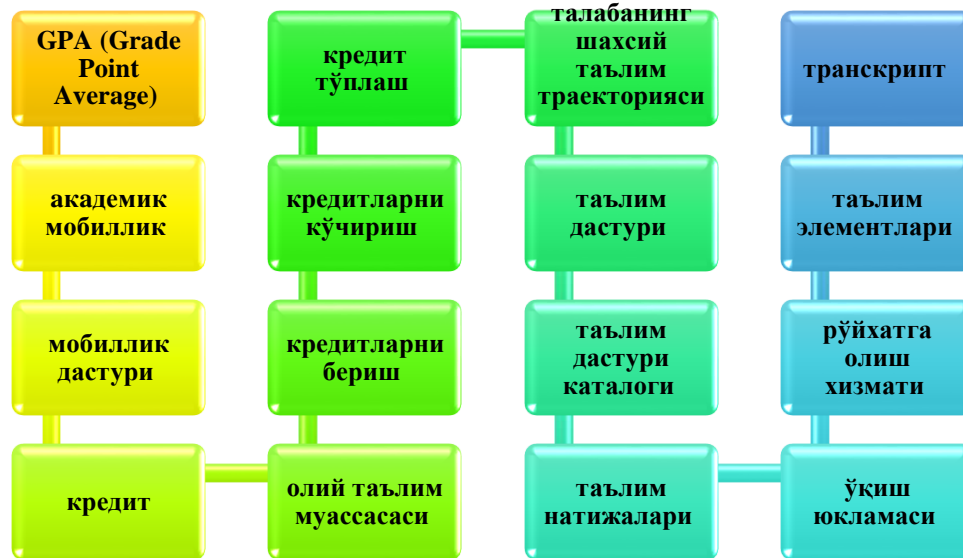 GPA (Grade
Point
Average)
академик
мобиллик
мобиллик
дастури
кредит
олий таълим
муассасаси
кредитларни
бериш
кредитларни
кўчириш
кредит
тўплаш
талабанинг
шахсий
таълим
траекторияси
таълим
дастури
таълим
дастури
каталоги
таълим
натижалари
ўқиш
юкламаси
рўйхатга
олиш
хизмати
таълим
элементлари
транскрипт